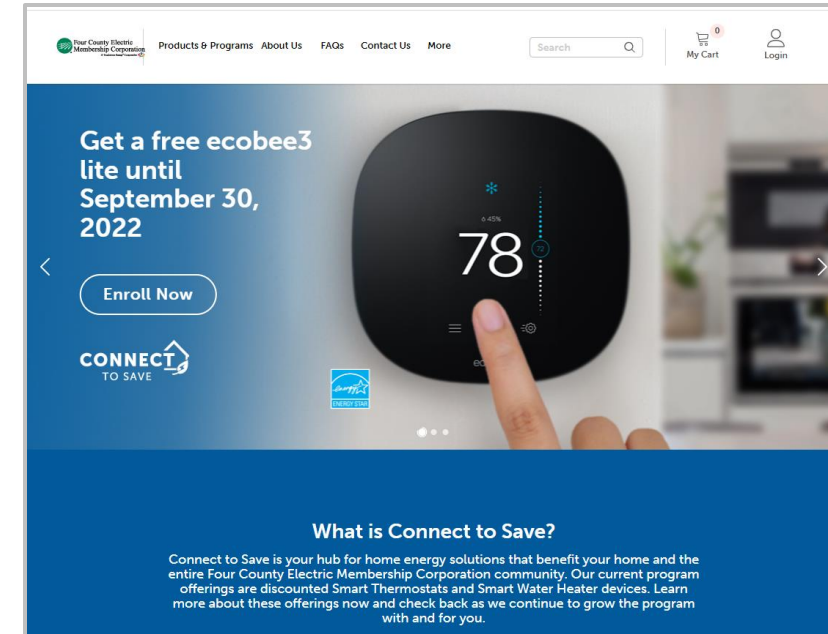 Four County Electric
Membership Corporation
Products & Programs About Us FAQs Contact Us More
Search
0
My Cart
Login
Get a free ecobee3
lite until
September 30,
2022
Enroll Now
CONNECT
TO SAVE
ENERGY STAR
45%
78
72
What is Connect to Save?
Connect to Save is your hub for home energy solutions that benefit your home and the
entire Four County Electric Membership Corporation community. Our current program
offerings are discounted Smart Thermostats and Smart Water Heater devices. Learn
more about these offerings now and check back as we continue to grow the program
with and for you.